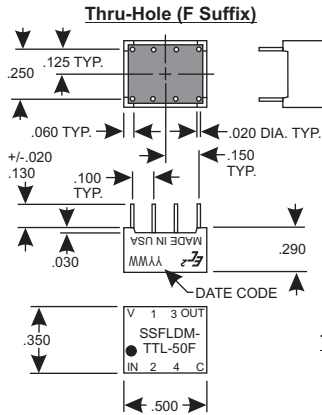 Thru-Hole (F Suffix)
.125 TYP.
.250
.060 TYP.
.020 DIA. TYP.
.150
TYP.
+/-.020
.130
.100
TYP.
.030
MADE IN USA
YYWW
EC²
.290
DATE CODE
V 1 3 OUT
SSFLDM-
TTL-50F
IN 2 4 C
.350
.500